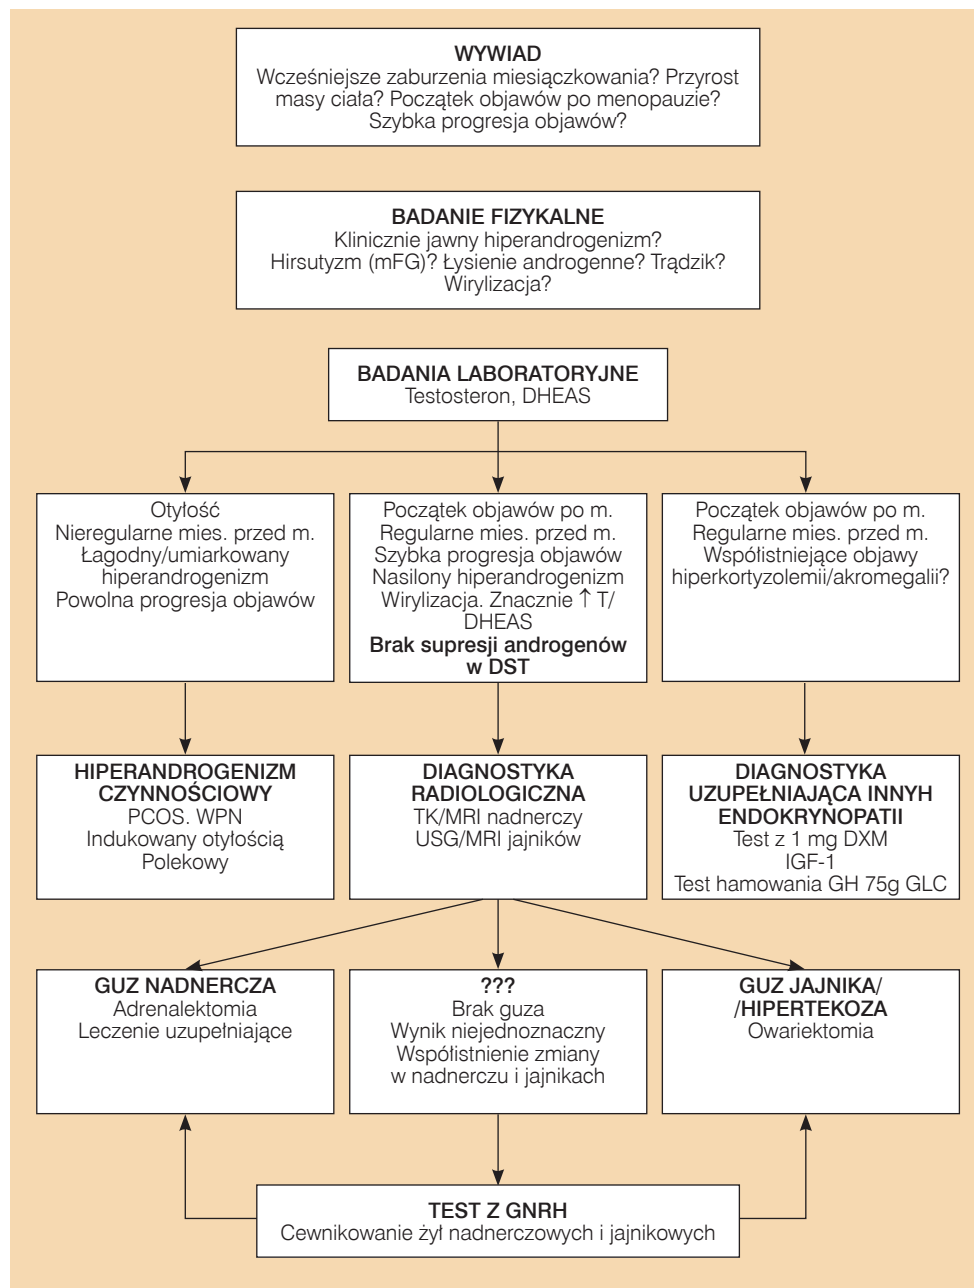 WYWIAD
Wcześniejsze zaburzenia miesiączkowania? Przyrost
masy ciała? Początek objawów po menopauzie?
Szybka progresja objawów?
BADANIE FIZYKALNE
Klinicznie jawny hiperandrogenizm?
Hirsutyzm (mFG)? Łysienie androgenne? Trądzik?
Wirylizacja?
BADANIA LABORATORYJNE
Testosteron, DHEAS
Otyłość
Nieregularne mies. przed m.
Łagodny/umiarkowany
hiperandrogenizm
Powolna progresja objawów
Początek objawów po m.
Regularne mies. przed m.
Szybka progresja objawów
Nasilony hiperandrogenizm
Wirylizacja. Znacznie ↑ T/
DHEAS
Brak supresji androgenów
w DST
Początek objawów po m.
Regularne mies. przed m.
Współistniejące objawy
hiperkortyzolemii/akromegalii?
HIPERANDROGENIZM
CZYNNOŚCIOWY
PCOS. WPN
Indukowany otyłością
Polekowy
DIAGNOSTYKA
RADIOLOGICZNA
TK/MRI nadnerczy
USG/MRI jajników
DIAGNOSTYKA
UZUPEŁNIAJĄCA INNYH
ENDOKRYNOPATII
Test z 1 mg DXM
IGF-1
Test hamowania GH 75g GLC
GUZ NADNERCZA
Adrenalektomia
Leczenie uzupełniające
???
Brak guza
Wynik niejednoznaczny
Współistnienie zmiany
w nadnerczu i jajnikach
GUZ JAJNIKA/
/HIPERTEKOZA
Owariektomia
TEST Z GNRH
Cewnikowanie żył nadnerczowych i jajnikowych